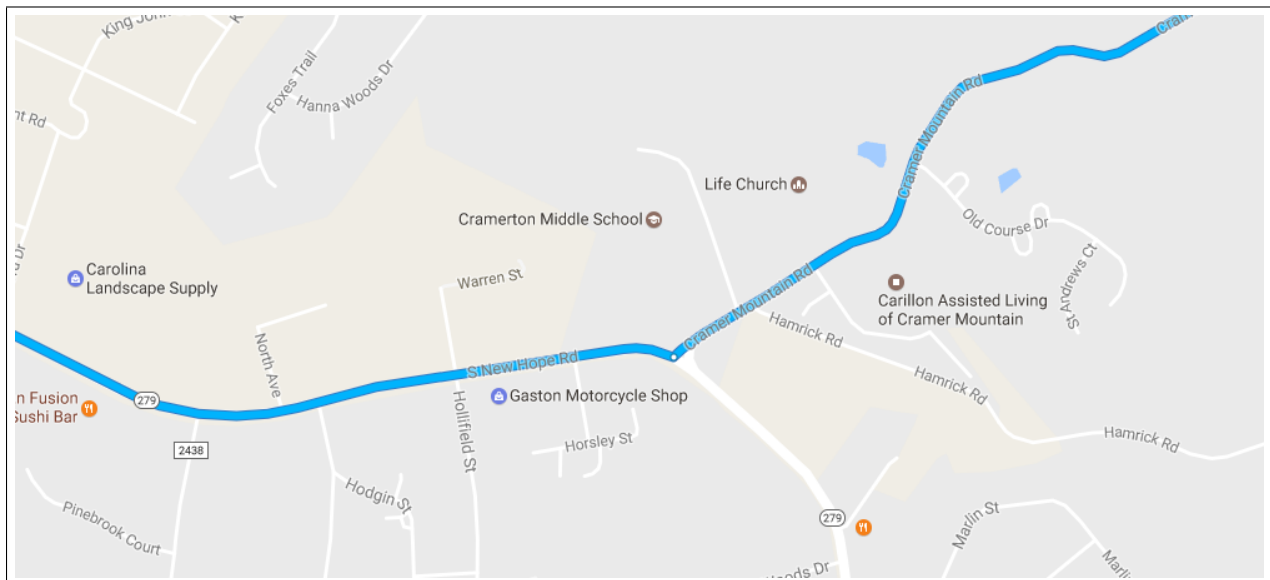 King John
Cram
Foxes Trail
Hanna Woods Dr
nt Rd
Cramer Mountain Rd
Life Church
Cramerton Middle School
Old Course Dr
St Andrews Ct
Carolina
Landscape Supply
Warren St
Carillon Assisted Living
of Cramer Mountain
Cramer Mountain Rd
Hamrick Rd
North Ave
S New Hope Rd
Hamrick Rd
n Fusion
Sushi Bar
279
Gaston Motorcycle Shop
Hollifield St
Horsley St
Hamrick Rd
2438
Hodgin St
Pinebrook Court
279
Marlin St
Marli
oods Dr